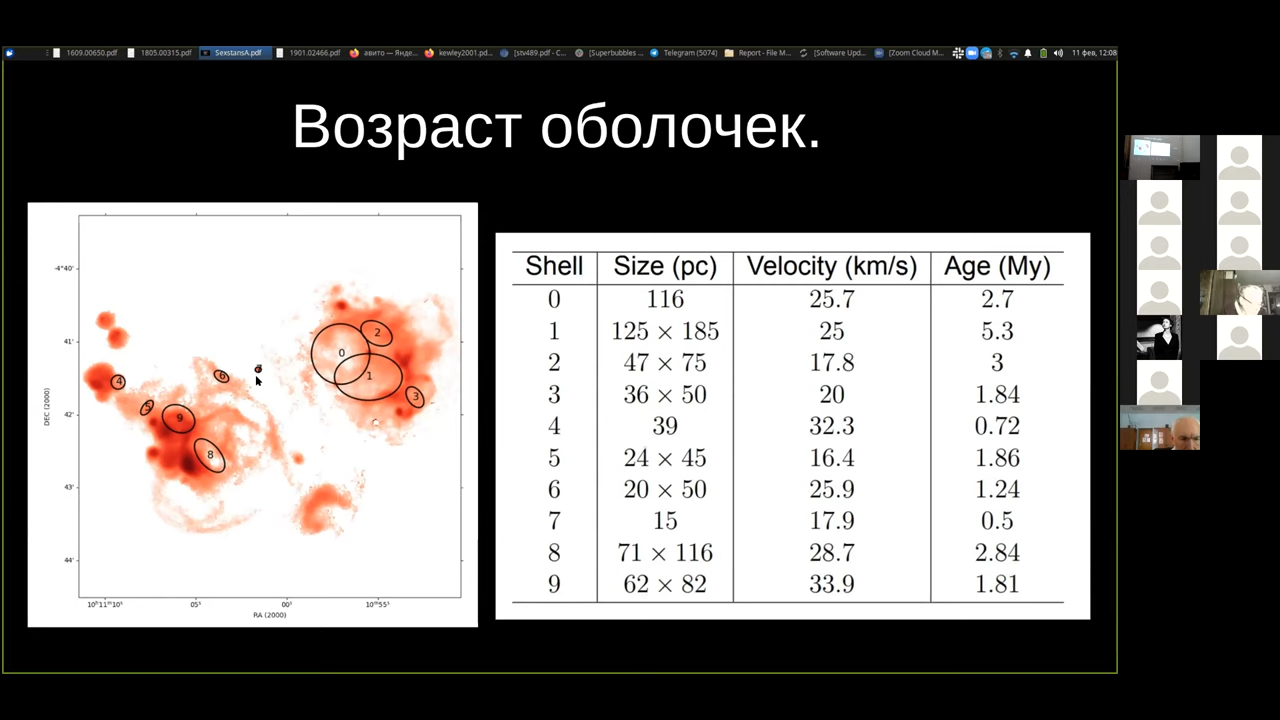 1609.00650.pdf 1805.00315.pdf SexstansA.pdf 1901.02466.pdf авито — Янде... kewley2001.pd... [stv489.pdf - C... [Superbubbles ... Telegram (5074) Report - File M... [Software Upd... [Zoom Cloud M... 11 фев, 12:08
Возраст оболочек.
-4°40'
41'
42'
43'
44'
DEC (2000)
10ʰ11ᵐ10ˢ 05ˢ 00ˢ 10ᵐ55ˢ
RA (2000)
2
0
1
6
4
3
5
9
8
Shell Size (pc) Velocity (km/s) Age (My)
0 116 25.7 2.7
1 125 × 185 25 5.3
2 47 × 75 17.8 3
3 36 × 50 20 1.84
4 39 32.3 0.72
5 24 × 45 16.4 1.86
6 20 × 50 25.9 1.24
7 15 17.9 0.5
8 71 × 116 28.7 2.84
9 62 × 82 33.9 1.81